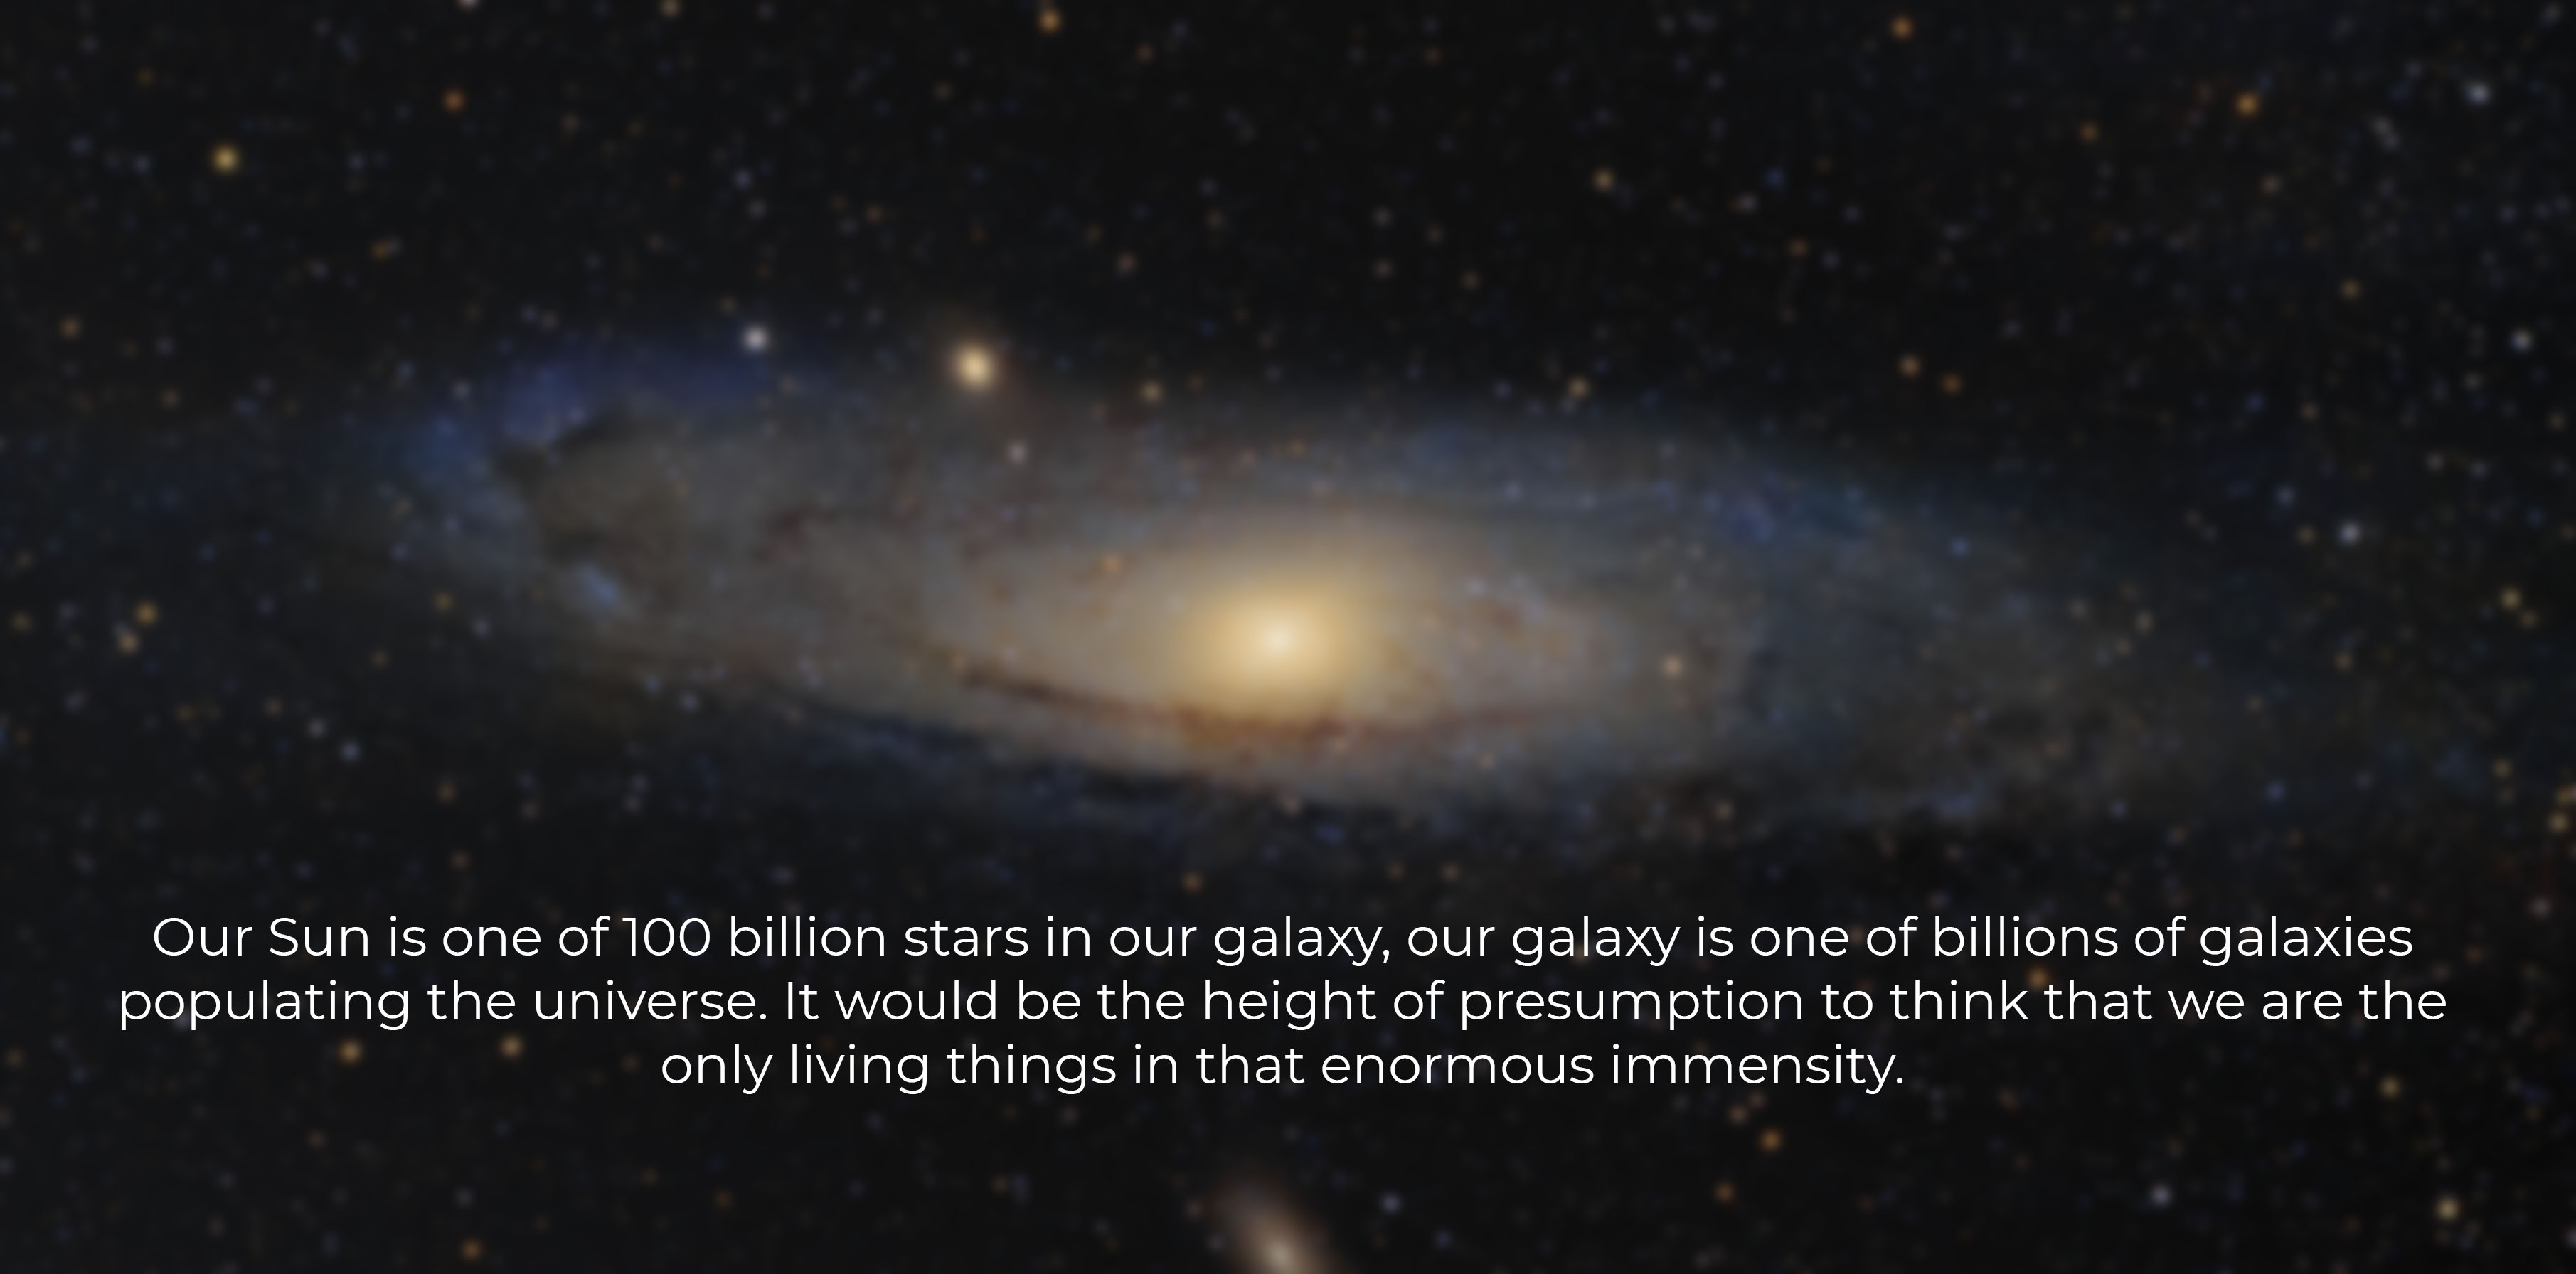 Our Sun is one of 100 billion stars in our galaxy, our galaxy is one of billions of galaxies
populating the universe. It would be the height of presumption to think that we are the
only living things in that enormous immensity.